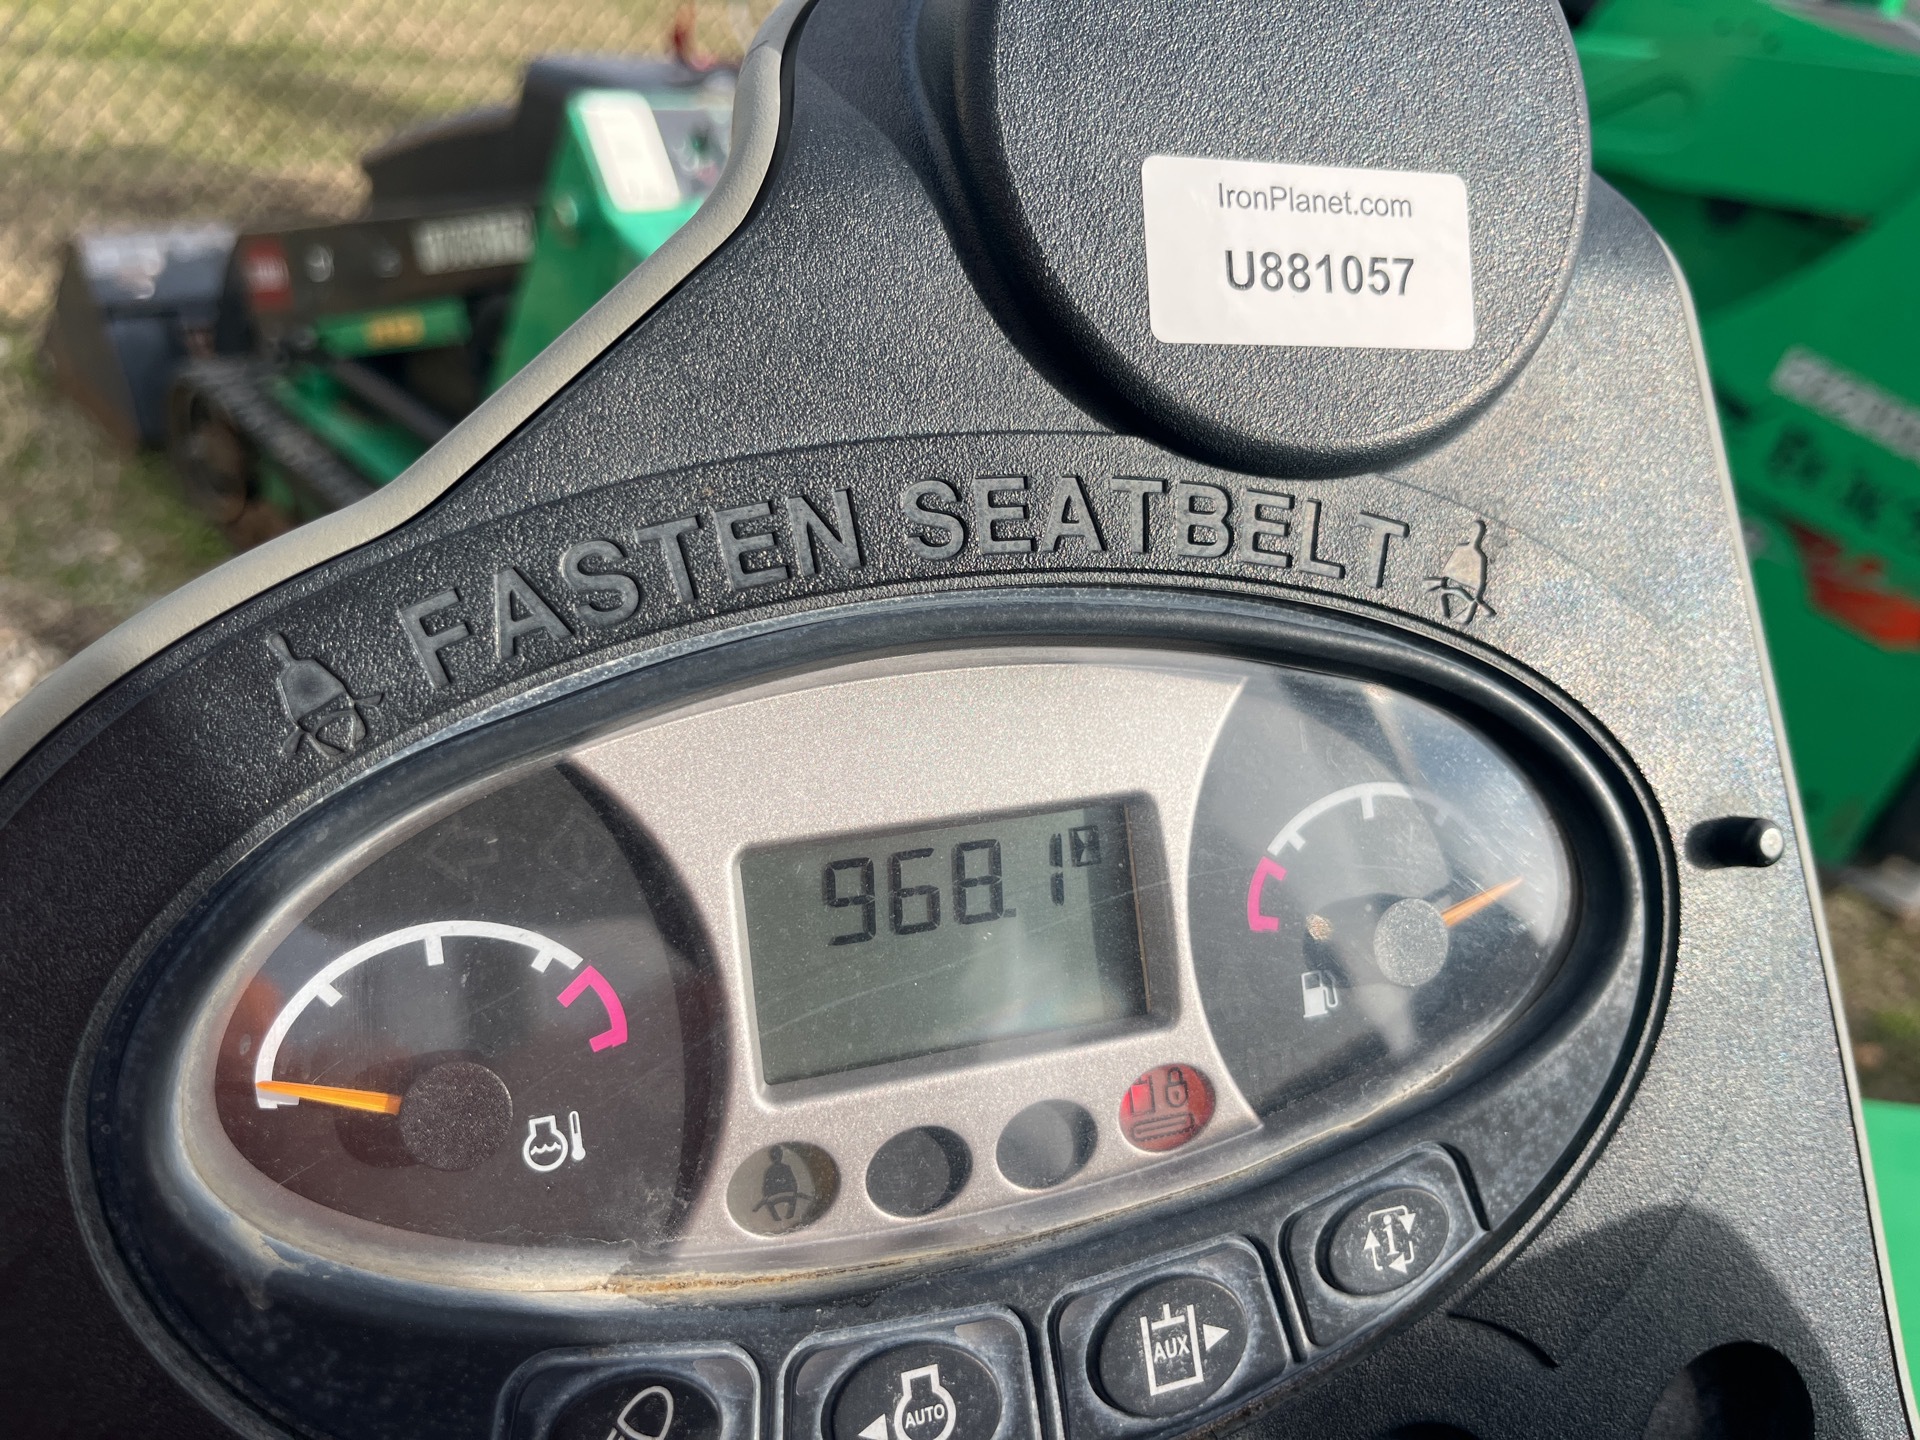 IronPlanet.com
U881057
FASTEN SEATBELT
968.1
i
AUX
AUTO